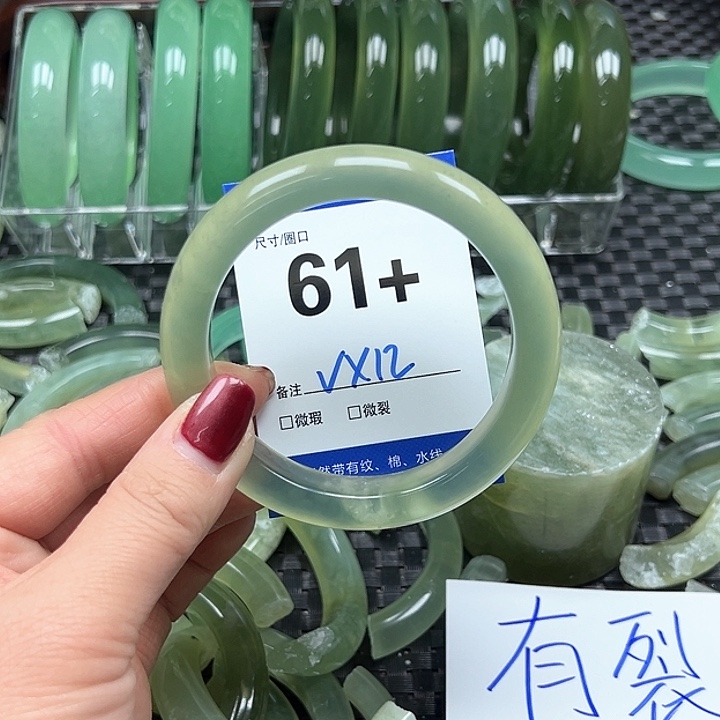 尺寸/圈口
61+
备注 VX12
□微瑕 □微裂
然带有纹、棉、水线
有裂